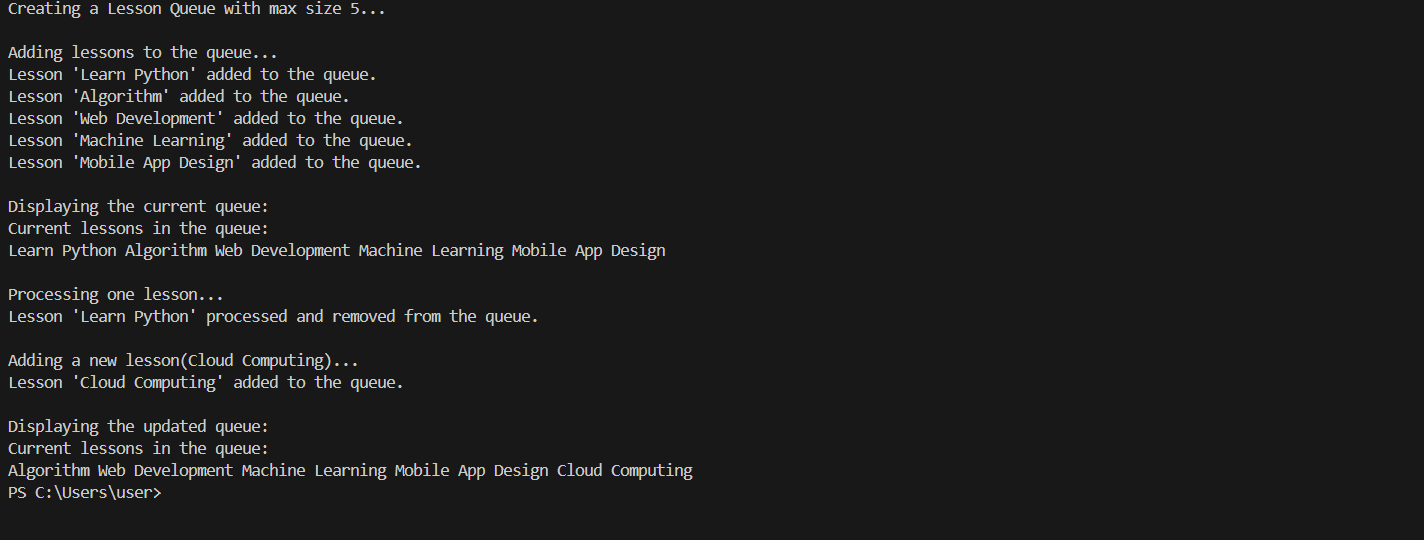 Creating a Lesson Queue with max size 5...
Adding lessons to the queue...
Lesson 'Learn Python' added to the queue.
Lesson 'Algorithm' added to the queue.
Lesson 'Web Development' added to the queue.
Lesson 'Machine Learning' added to the queue.
Lesson 'Mobile App Design' added to the queue.
Displaying the current queue:
Current lessons in the queue:
Learn Python Algorithm Web Development Machine Learning Mobile App Design
Processing one lesson...
Lesson 'Learn Python' processed and removed from the queue.
Adding a new lesson(Cloud Computing)...
Lesson 'Cloud Computing' added to the queue.
Displaying the updated queue:
Current lessons in the queue:
Algorithm Web Development Machine Learning Mobile App Design Cloud Computing
PS C:\Users\user>